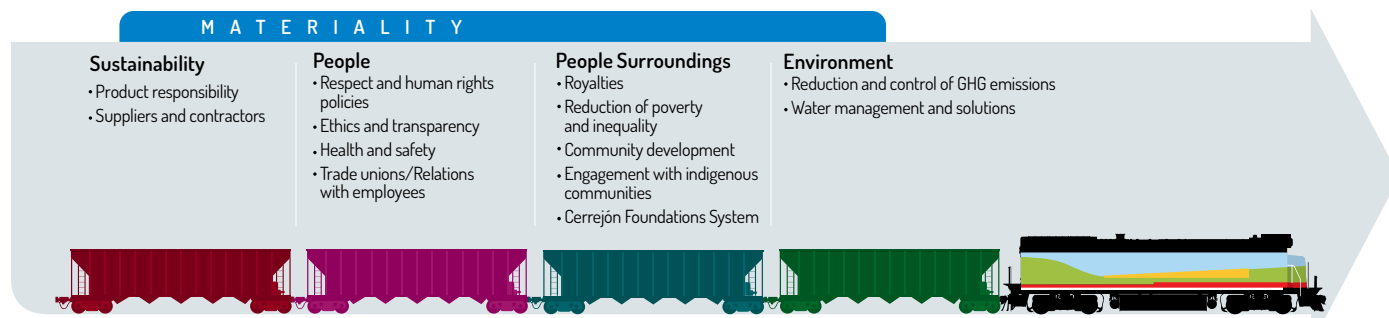 MATERIALITY
Sustainability
• Product responsibility
• Suppliers and contractors
People
• Respect and human rights
policies
• Ethics and transparency
• Health and safety
• Trade unions/Relations
with employees
People Surroundings
• Royalties
• Reduction of poverty
and inequality
• Community development
• Engagement with indigenous
communities
• Cerrejón Foundations System
Environment
• Reduction and control of GHG emissions
• Water management and solutions